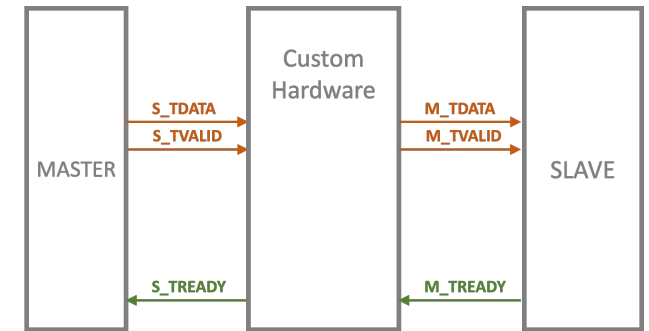 Custom
Hardware
S_TDATA
M_TDATA
S_TVALID
M_TVALID
MASTER
SLAVE
S_TREADY
M_TREADY